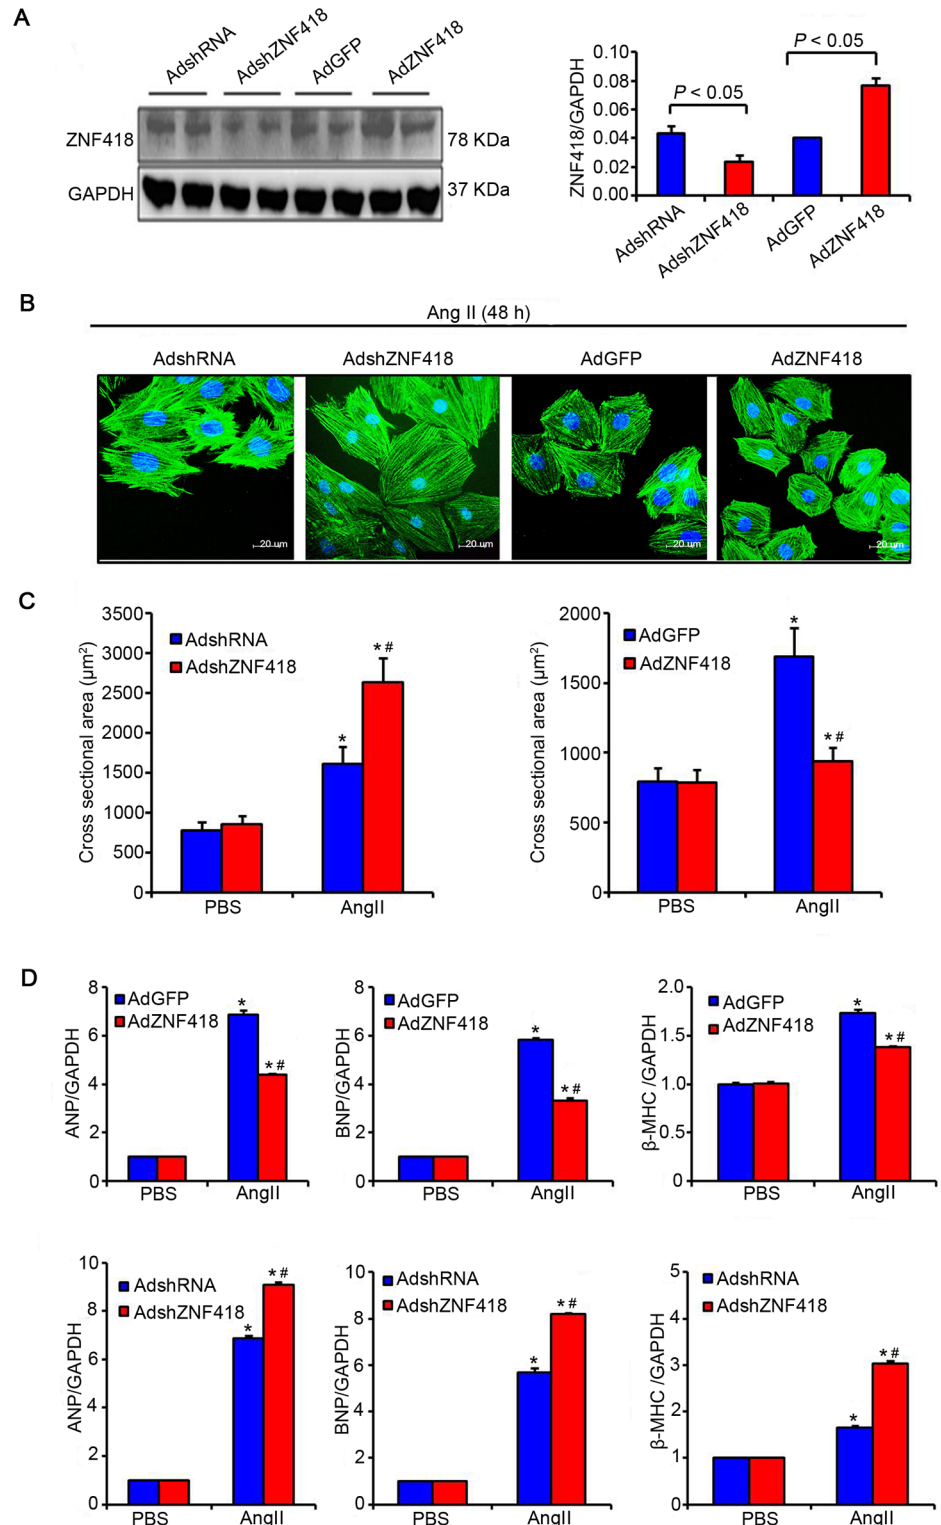 A
AdshRNA
AdshZNF418
AdGFP
AdZNF418
ZNF418
78 KDa
GAPDH
37 KDa
ZNF418/GAPDH
0.10
0.08
0.06
0.04
0.02
0.00
P < 0.05
P < 0.05
AdshRNA
AdshZNF418
AdGFP
AdZNF418
B
Ang II (48 h)
AdshRNA
AdshZNF418
AdGFP
AdZNF418
20 um
20 um
20 um
20 um
C
Cross sectional area (µm²)
3500
3000
2500
2000
1500
1000
500
0
AdshRNA
AdshZNF418
*
* #
PBS
AngII
Cross sectional area (µm²)
2000
1500
1000
500
0
AdGFP
AdZNF418
*
* #
PBS
AngII
D
ANP/GAPDH
8
6
4
2
0
AdGFP
AdZNF418
*
* #
PBS
AngII
BNP/GAPDH
8
6
4
2
0
AdGFP
AdZNF418
*
* #
PBS
AngII
β-MHC /GAPDH
2.0
1.5
1.0
0.5
0
AdGFP
AdZNF418
*
* #
PBS
AngII
ANP/GAPDH
10
8
6
4
2
0
AdshRNA
AdshZNF418
*
* #
PBS
AngII
BNP/GAPDH
10
8
6
4
2
0
AdshRNA
AdshZNF418
*
* #
PBS
AngII
β-MHC /GAPDH
5
4
3
2
1
0
AdshRNA
AdshZNF418
*
* #
PBS
AngII